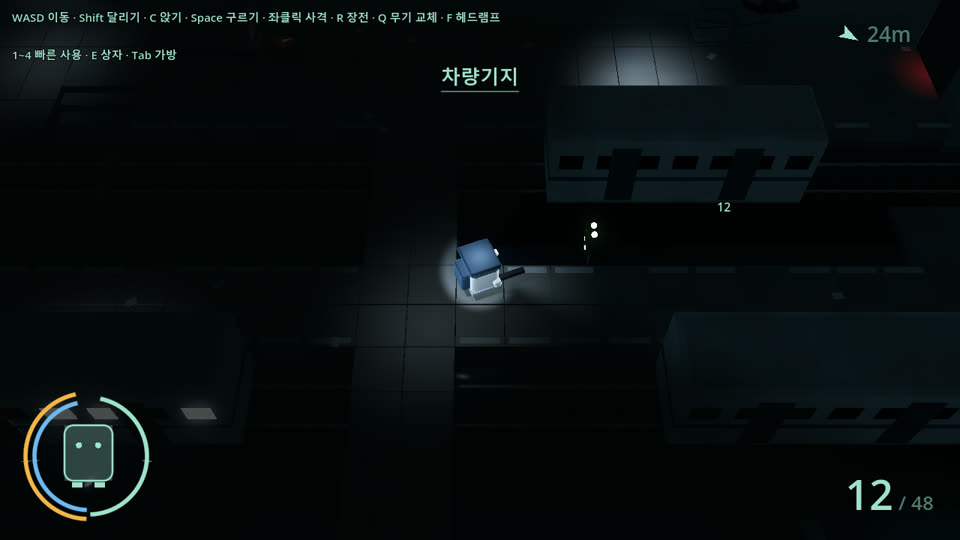 WASD 이동 · Shift 달리기 · C 앉기 · Space 구르기 · 좌클릭 사격 · R 장전 · Q 무기 교체 · F 헤드램프
24m
1~4 빠른 사용 · E 상자 · Tab 가방
차량기지
12
12 / 48